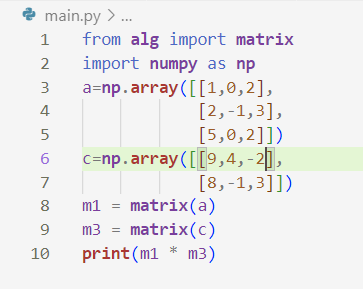 main.py > ...
1 from alg import matrix
2 import numpy as np
3 a=np.array([[1,0,2],
4 [2,-1,3],
5 [5,0,2]])
6 c=np.array([[9,4,-2],
7 [8,-1,3]])
8 m1 = matrix(a)
9 m3 = matrix(c)
10 print(m1 * m3)